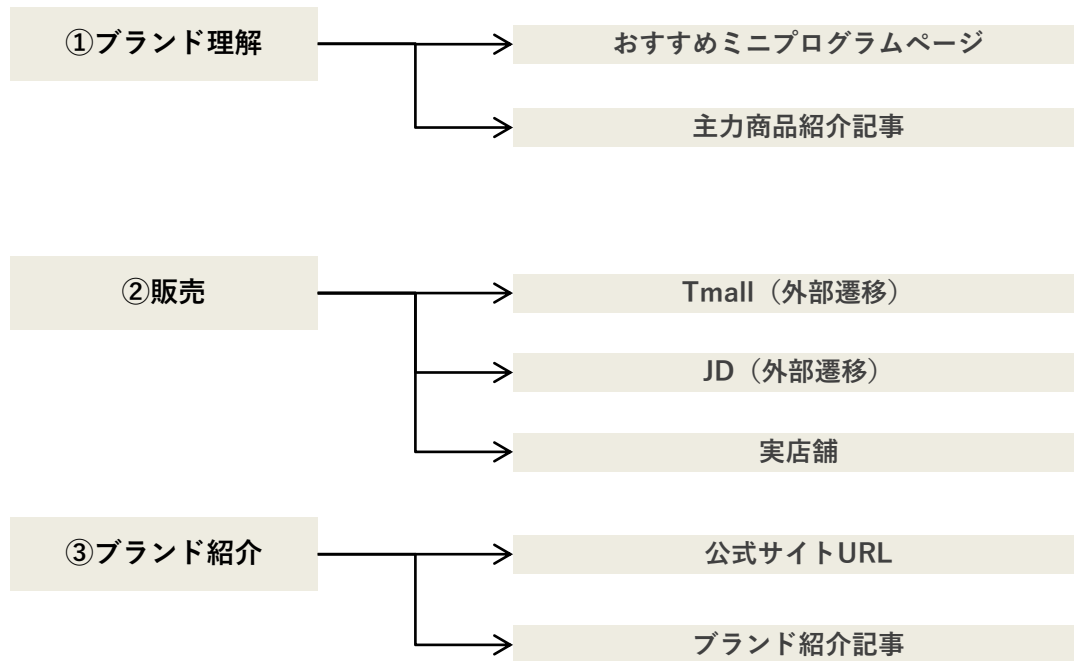 ①ブランド理解
おすすめミニプログラムページ
主力商品紹介記事
②販売
Tmall（外部遷移）
JD（外部遷移）
実店舗
③ブランド紹介
公式サイトURL
ブランド紹介記事